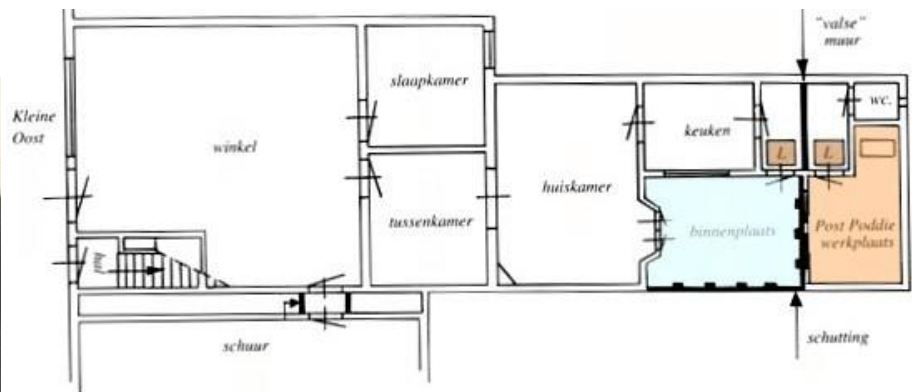 "valse"
muur
slaapkamer
wc.
Kleine
Oost
winkel
keuken
L
L
huiskamer
tussenkamer
binnenplaats
Post Poddie
werkplaats
hal
schuur
schutting